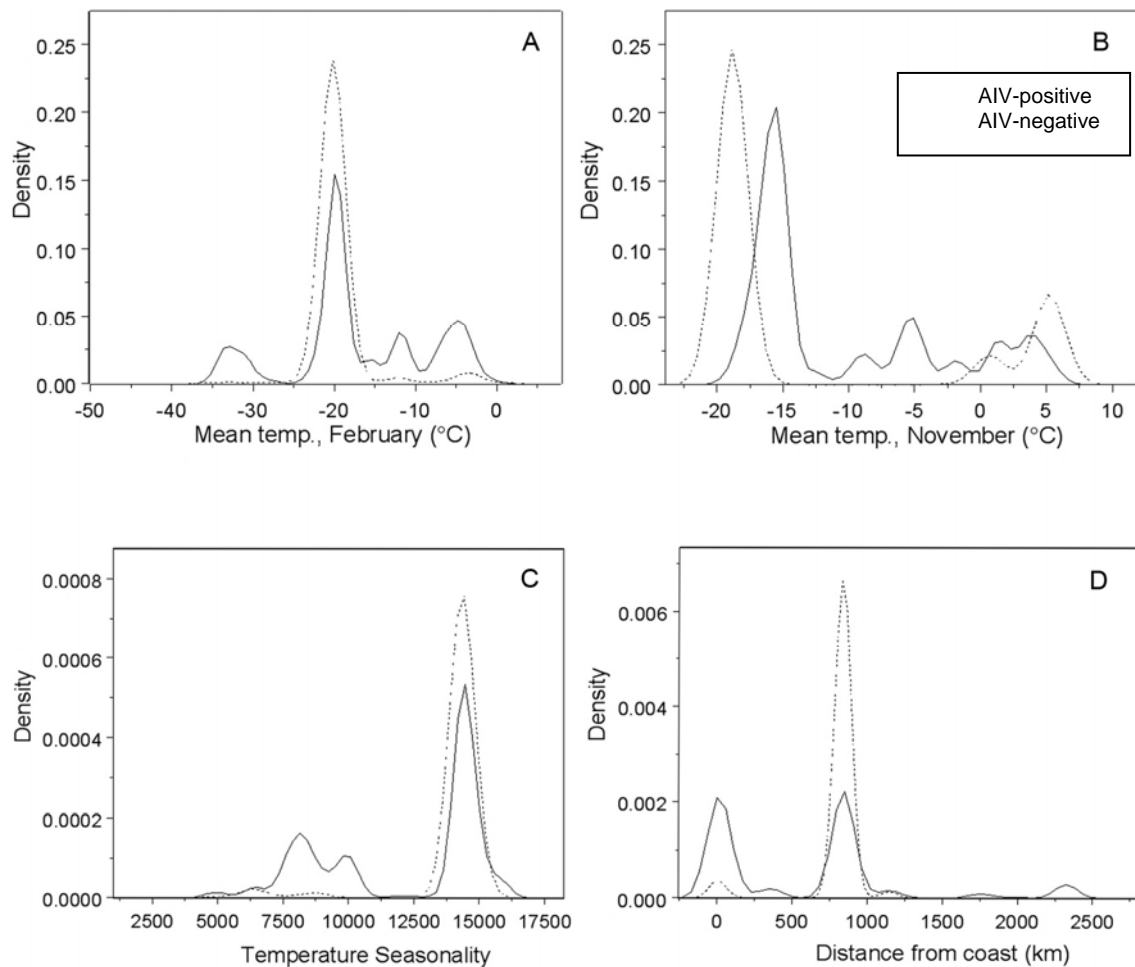 A
0.25
0.20
0.15
0.10
0.05
0.00
Density
-50 -40 -30 -20 -10 0
Mean temp., February (°C)
B
AIV-positive
AIV-negative
0.25
0.20
0.15
0.10
0.05
0.00
Density
-20 -15 -10 -5 0 5 10
Mean temp., November (°C)
C
0.0008
0.0006
0.0004
0.0002
0.0000
Density
2500 5000 7500 10000 12500 15000 17500
Temperature Seasonality
D
0.006
0.004
0.002
0.000
Density
0 500 1000 1500 2000 2500
Distance from coast (km)